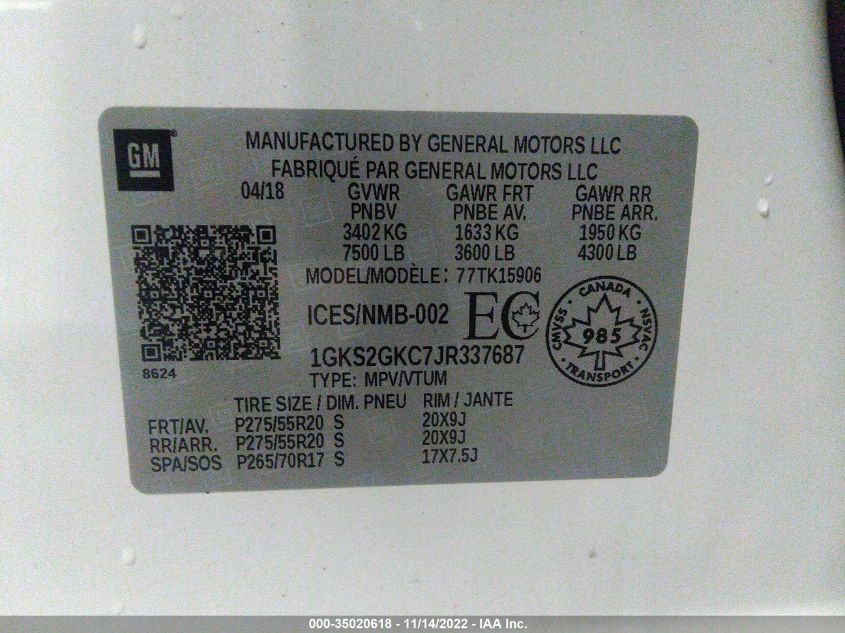 GM ®
MANUFACTURED BY GENERAL MOTORS LLC
FABRIQUÉ PAR GENERAL MOTORS LLC
04/18 GVWR GAWR FRT GAWR RR
PNBV PNBE AV. PNBE ARR.
3402 KG 1633 KG 1950 KG
7500 LB 3600 LB 4300 LB
MODEL/MODÈLE: 77TK15906
ICES/NMB-002 EC
CANADA
CMVSS 985 NSVAC
TRANSPORT
1GKS2GKC7JR337687
8624
TYPE: MPV/VTUM
TIRE SIZE / DIM. PNEU RIM / JANTE
FRT/AV. P275/55R20 S 20X9J
RR/ARR. P275/55R20 S 20X9J
SPA/SOS P265/70R17 S 17X7.5J
000-35020618 - 11/14/2022 - IAA Inc.